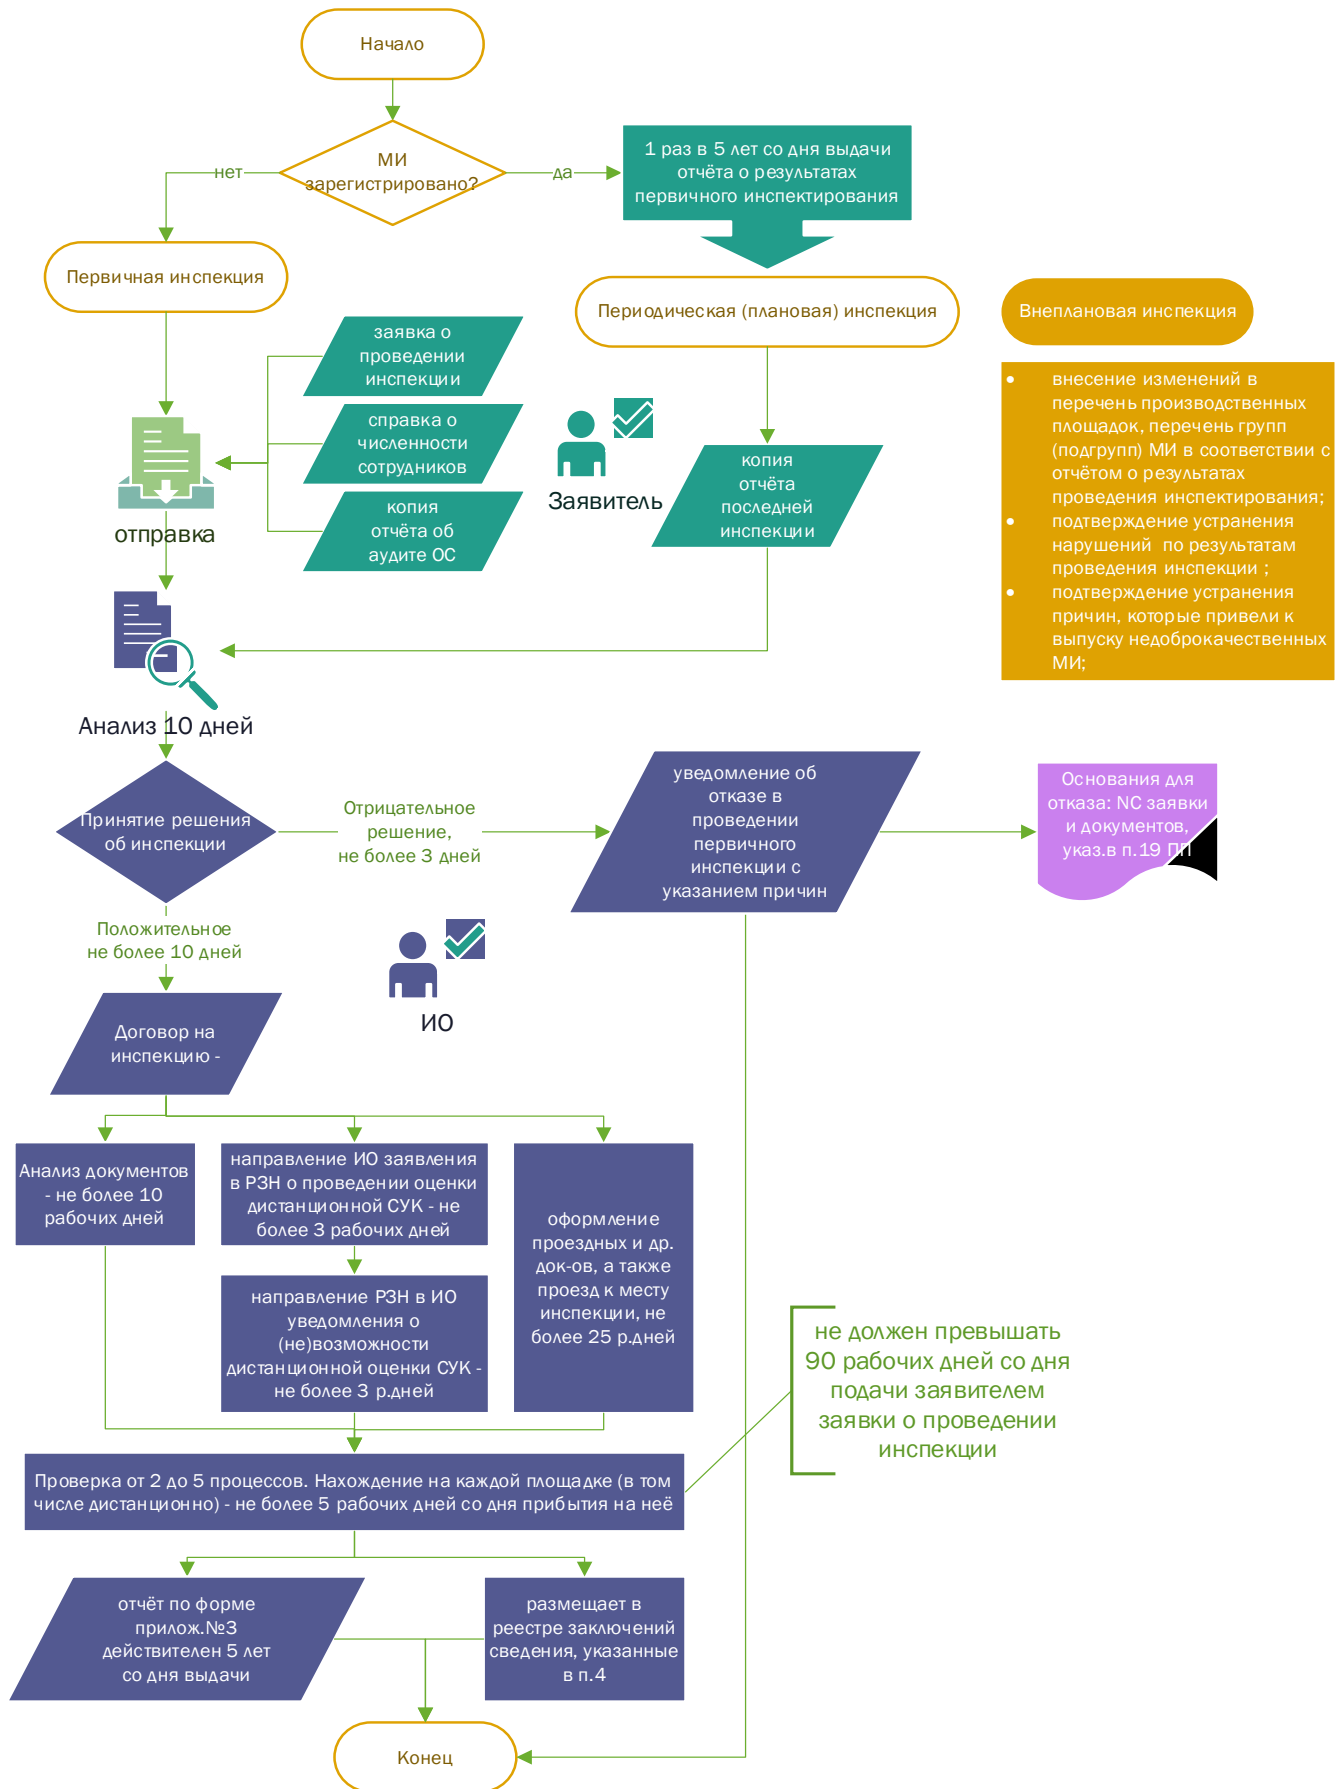 Начало
МИ
зарегистрировано?
нет
да
1 раз в 5 лет со дня выдачи
отчёта о результатах
первичного инспектирования
Первичная инспекция
Периодическая (плановая) инспекция
Внеплановая инспекция
заявка о
проведении
инспекции
справка о
численности
сотрудников
копия
отчёта об
аудите ОС
отправка
Заявитель
копия
отчёта
последней
инспекции
• внесение изменений в
перечень производственных
площадок, перечень групп
(подгрупп) МИ в соответствии с
отчётом о результатах
проведения инспектирования;
• подтверждение устранения
нарушений по результатам
проведения инспекции ;
• подтверждение устранения
причин, которые привели к
выпуску недоброкачественных
МИ;
Анализ 10 дней
Принятие решения
об инспекции
Отрицательное
решение,
не более 3 дней
уведомление об
отказе в
проведении
первичного
инспекции с
указанием причин
Основания для
отказа: NC заявки
и документов,
указ.в п.19 ПП
Положительное
не более 10 дней
ИО
Договор на
инспекцию -
Анализ документов
- не более 10
рабочих дней
направление ИО заявления
в РЗН о проведении оценки
дистанционной СУК - не
более 3 рабочих дней
направление РЗН в ИО
уведомления о
(не)возможности
дистанционной оценки СУК -
не более 3 р.дней
оформление
проездных и др.
док-ов, а также
проезд к месту
инспекции, не
более 25 р.дней
не должен превышать
90 рабочих дней со дня
подачи заявителем
заявки о проведении
инспекции
Проверка от 2 до 5 процессов. Нахождение на каждой площадке (в том
числе дистанционно) - не более 5 рабочих дней со дня прибытия на неё
отчёт по форме
прилож.№3
действителен 5 лет
со дня выдачи
размещает в
реестре заключений
сведения, указанные
в п.4
Конец